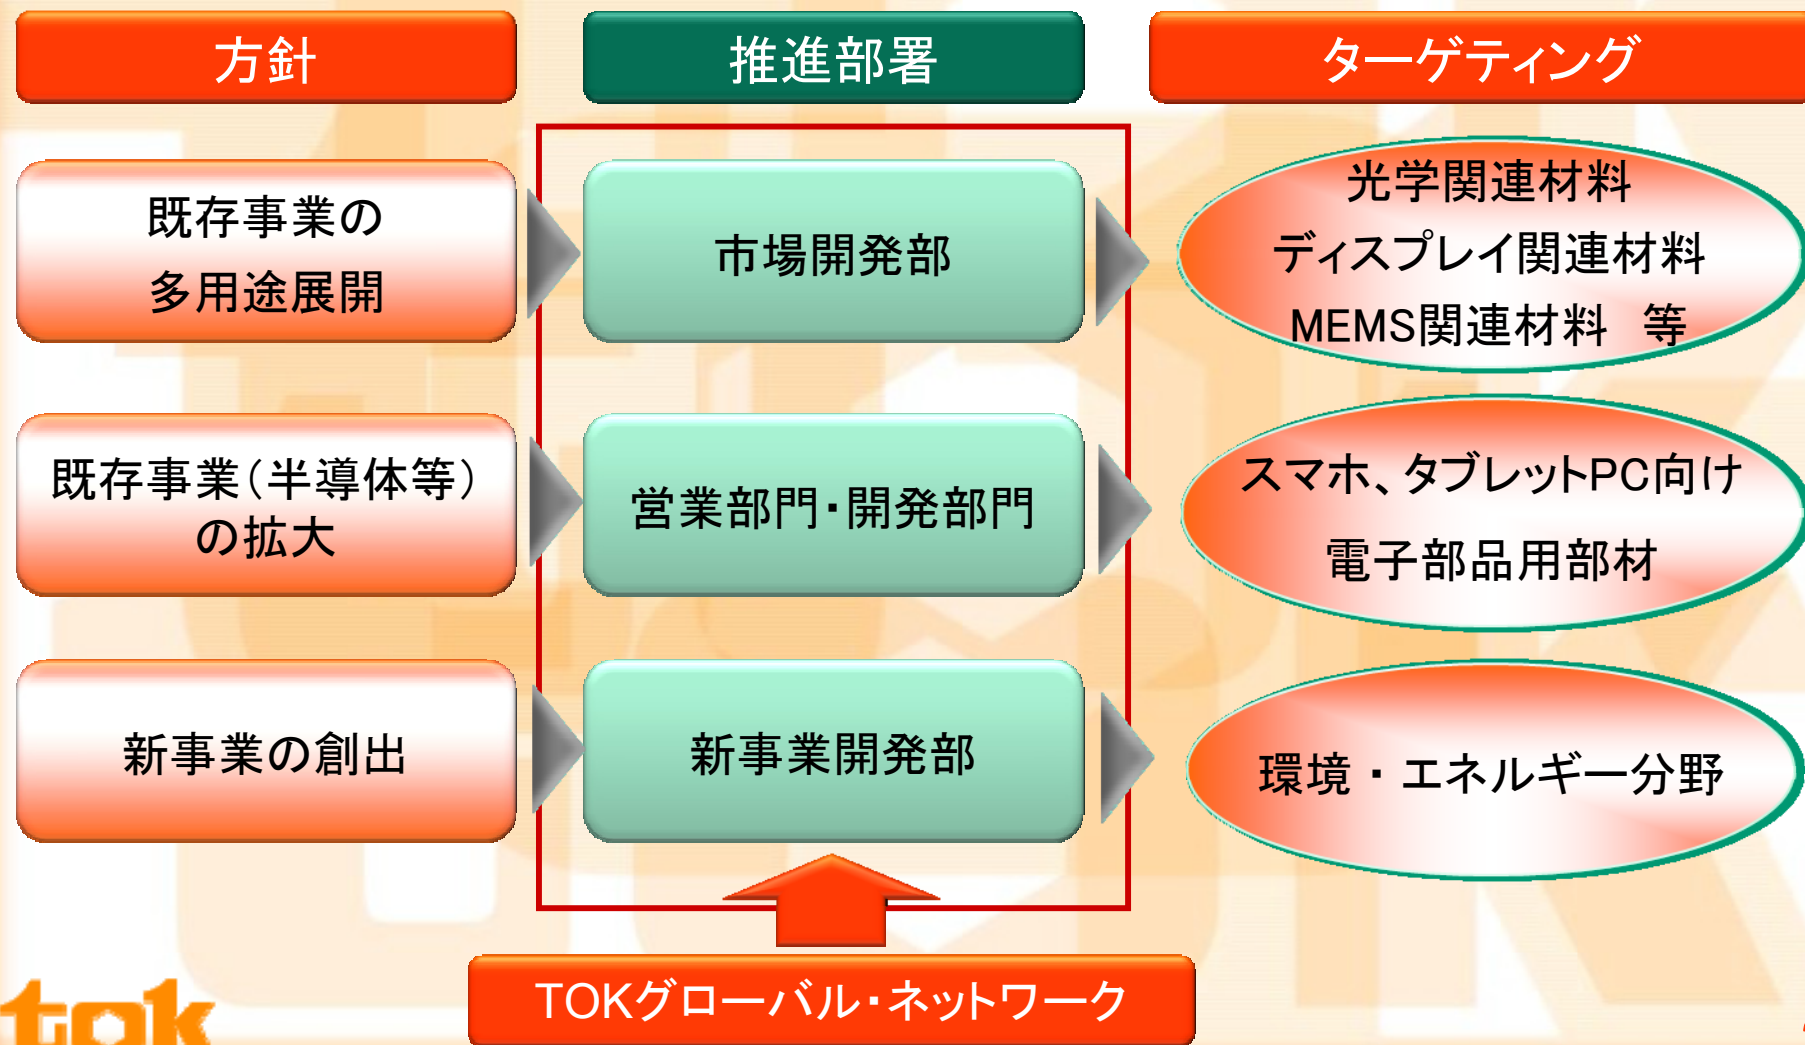 方針
推進部署
ターゲティング
既存事業の
多用途展開
市場開発部
光学関連材料
ディスプレイ関連材料
MEMS関連材料　等
既存事業(半導体等)
の拡大
営業部門・開発部門
スマホ、タブレットPC向け
電子部品用部材
新事業の創出
新事業開発部
環境・エネルギー分野
TOKグローバル・ネットワーク
tok